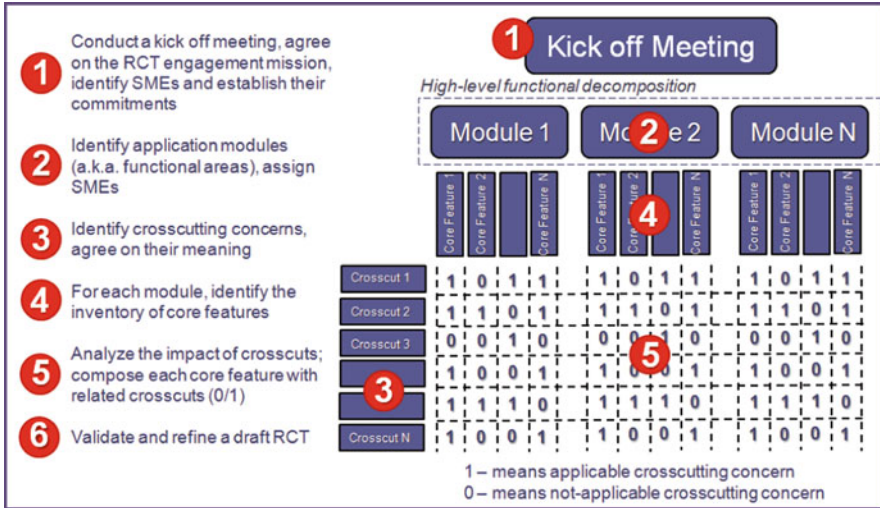 1
Conduct a kick off meeting, agree
on the RCT engagement mission,
identify SMEs and establish their
commitments
2
Identify application modules
(a.k.a. functional areas), assign
SMEs
3
Identify crosscutting concerns,
agree on their meaning
4
For each module, identify the
inventory of core features
5
Analyze the impact of crosscuts;
compose each core feature with
related crosscuts (0/1)
6
Validate and refine a draft RCT
1
Kick off Meeting
High-level functional decomposition
Module 1
2
Module N
Core Feature 1
Core Feature 2
Core Feature N
Core Feature 1
4
Core Feature N
Core Feature 1
Core Feature 2
Core Feature N
Crosscut 1 1 0 1 1 1 0 1 1 1 0 1 1
Crosscut 2 1 1 0 1 1 1 0 1 1 1 0 1
Crosscut 3 0 0 1 0 0 0 1 0 0 0 1 0
1 0 0 1 1 0 0 1 1 0 0 1
1 1 1 0 1 1 1 0 1 1 1 0
Crosscut N 1 0 0 1 1 0 0 1 1 0 0 1
3
5
1 – means applicable crosscutting concern
0 – means not-applicable crosscutting concern